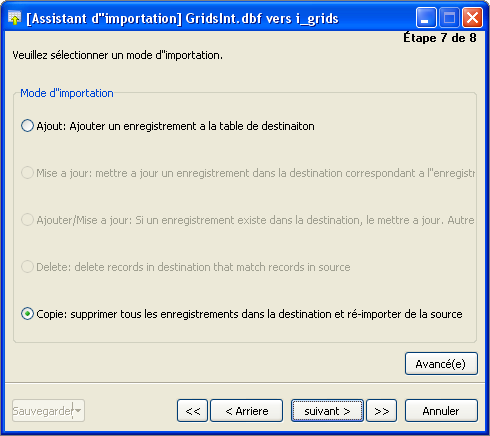 [Assistant d"importation] GridsInt.dbf vers i_grids
Étape 7 de 8
Veuillez sélectionner un mode d"importation.
Mode d"importation
Ajout: Ajouter un enregistrement a la table de destinaiton
Mise a jour: mettre a jour un enregistrement dans la destination correspondant a l"enregistr
Ajouter/Mise a jour: Si un enregistrement existe dans la destination, le mettre a jour. Autre
Delete: delete records in destination that match records in source
Copie: supprimer tous les enregistrements dans la destination et ré-importer de la source
Avancé(e)
Sauvegarder
<<
< Arriere
suivant >
>>
Annuler